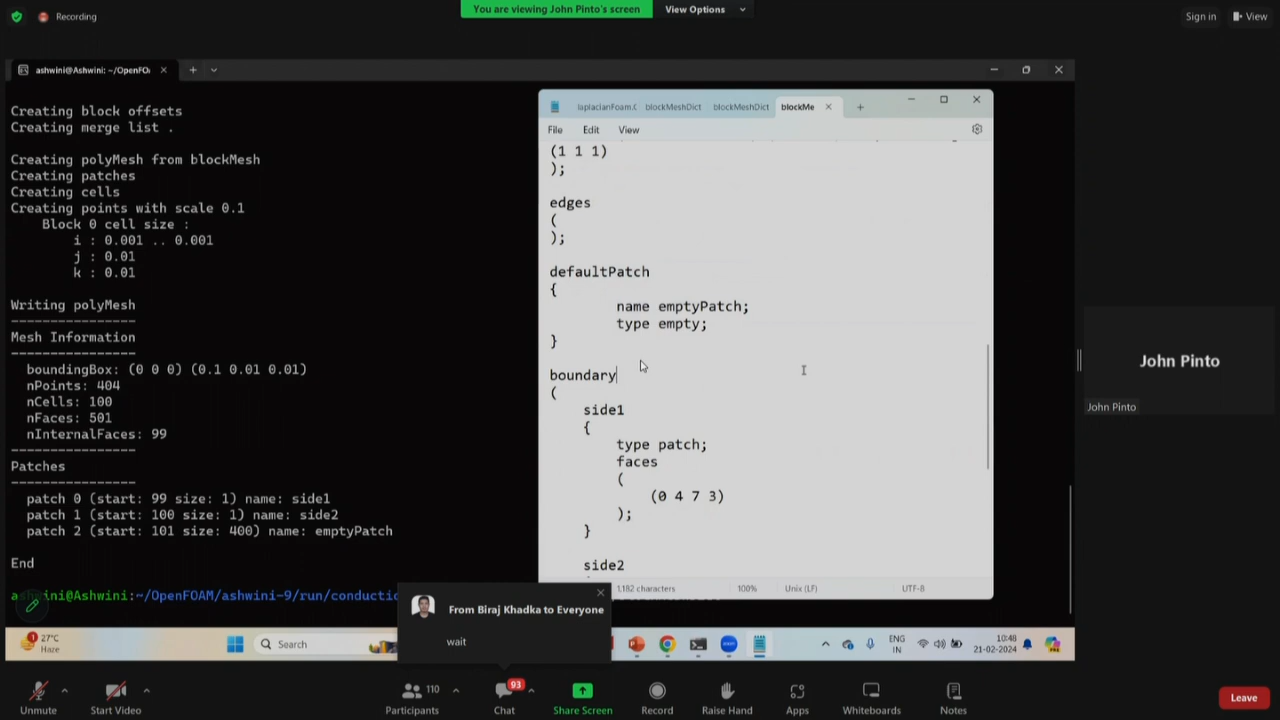 You are viewing John Pinto's screen
View Options
Recording
Sign in
View
ashwini@Ashwini: ~/OpenFO
Creating block offsets
Creating merge list .
Creating polyMesh from blockMesh
Creating patches
Creating cells
Creating points with scale 0.1
Block 0 cell size :
i : 0.001 .. 0.001
j : 0.01
k : 0.01
Writing polyMesh
----------------
Mesh Information
----------------
boundingBox: (0 0 0) (0.1 0.01 0.01)
nPoints: 404
nCells: 100
nFaces: 501
nInternalFaces: 99
----------------
Patches
----------------
patch 0 (start: 99 size: 1) name: side1
patch 1 (start: 100 size: 1) name: side2
patch 2 (start: 101 size: 400) name: emptyPatch
End
ashwini@Ashwini:~/OpenFOAM/ashwini-9/run/conductio
laplacianFoam.C
blockMeshDict
blockMeshDict
blockMe
File
Edit
View
(1 1 1)
);
edges
(
);
defaultPatch
{
name emptyPatch;
type empty;
}
boundary
(
side1
{
type patch;
faces
(
(0 4 7 3)
);
}
side2
1,182 characters
100%
Unix (LF)
UTF-8
From Biraj Khadka to Everyone
wait
John Pinto
John Pinto
1
27°C
Haze
Search
ENG
IN
10:48
21-02-2024
Unmute
Start Video
110
Participants
93
Chat
Share Screen
Record
Raise Hand
Apps
Whiteboards
Notes
Leave